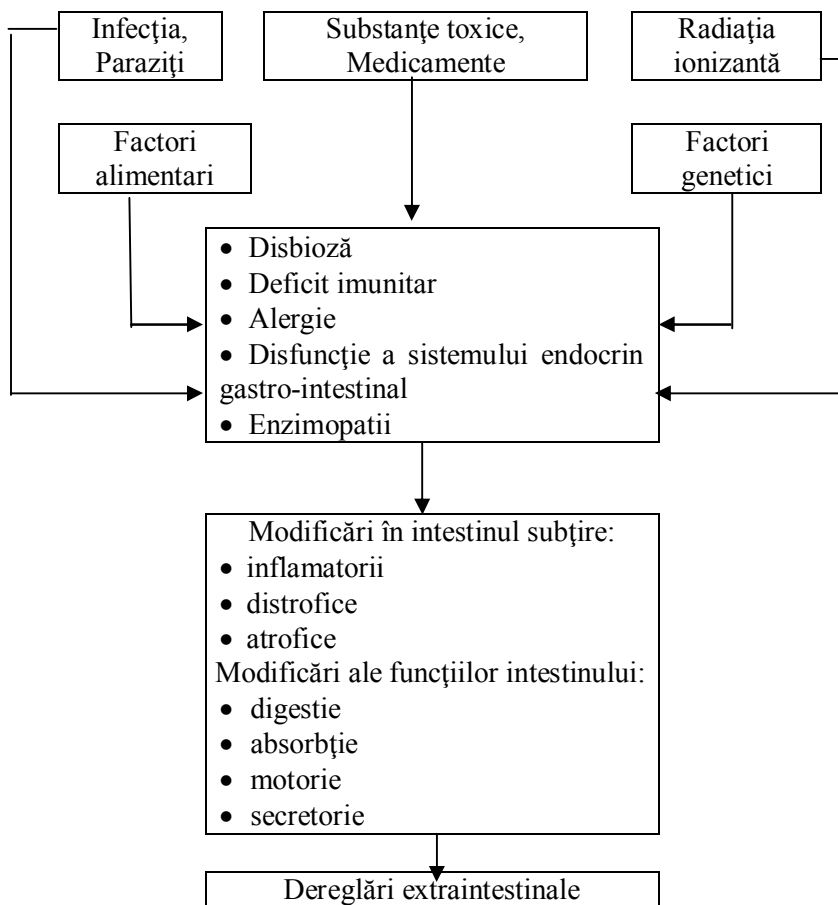 Infecţia,
Paraziţi
Substanţe toxice,
Medicamente
Radiaţia
ionizantă
Factori
alimentari
Factori
genetici
• Disbioză
• Deficit imunitar
• Alergie
• Disfuncţie a sistemului endocrin
gastro-intestinal
• Enzimopatii
Modificări în intestinul subţire:
• inflamatorii
• distrofice
• atrofice
Modificări ale funcţiilor intestinului:
• digestie
• absorbţie
• motorie
• secretorie
Dereglări extraintestinale